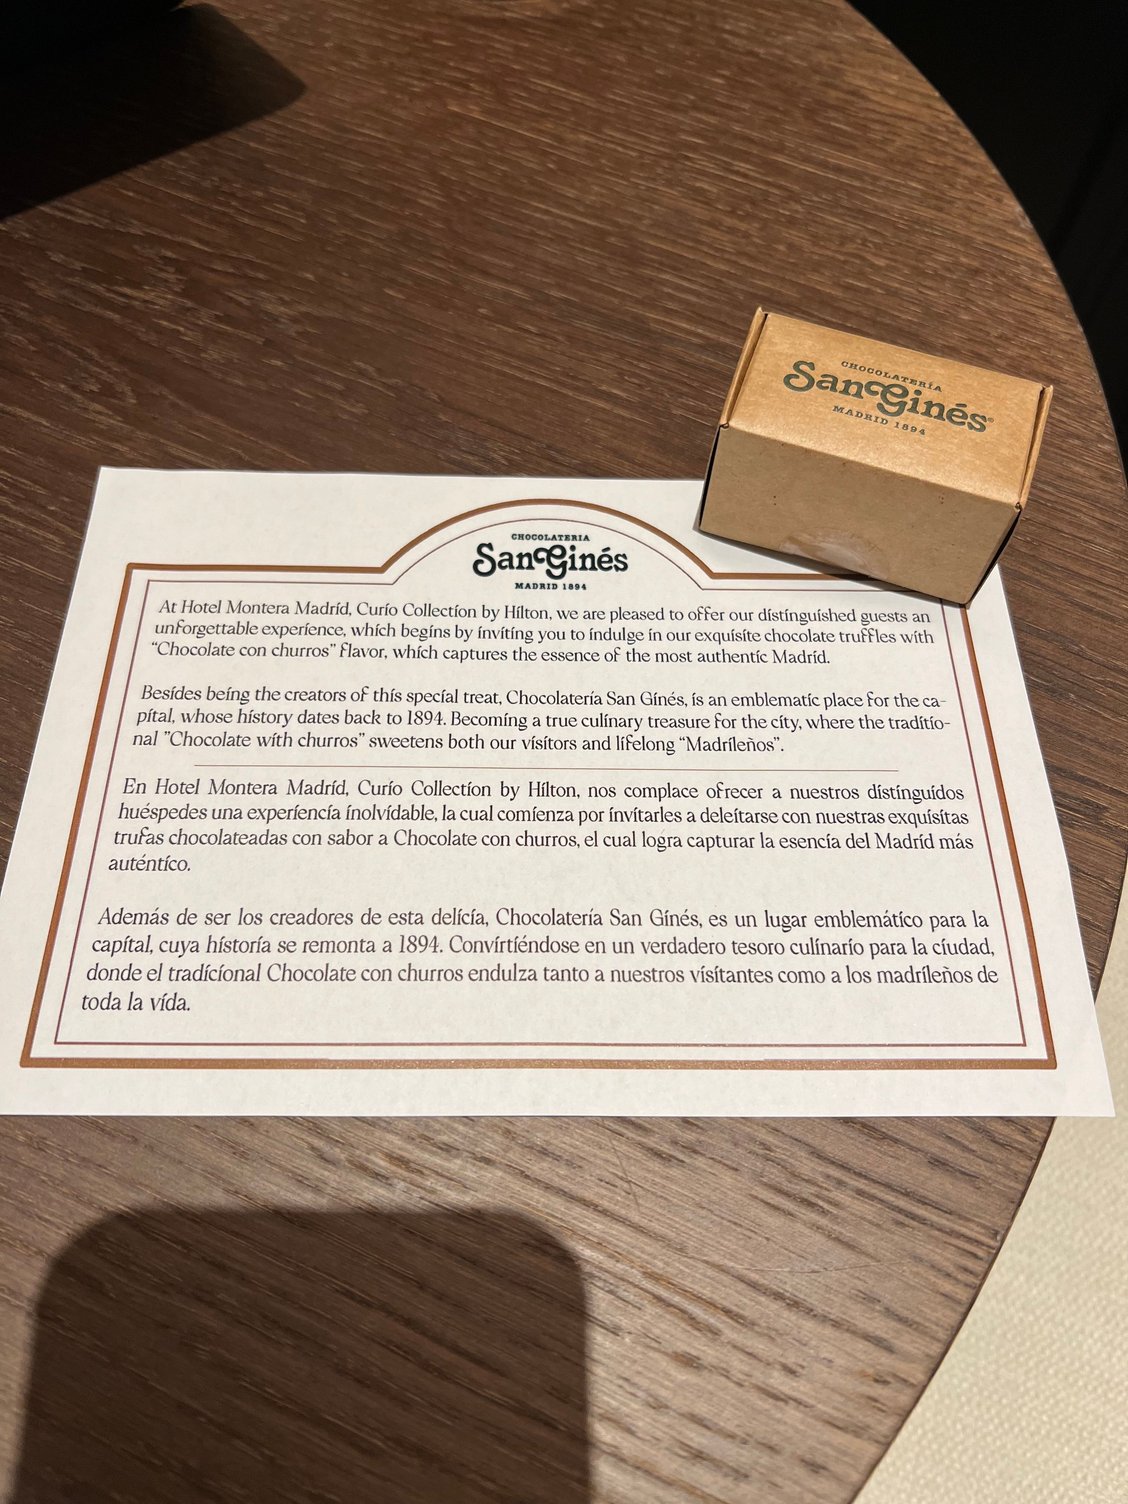 CHOCOLATERÍA
SanGinés®
MADRID 1894
CHOCOLATERIA
SanGinés
MADRID 1894
At Hotel Montera Madrid, Curio Collection by Hilton, we are pleased to offer our distinguished guests an
unforgettable experience, which begins by inviting you to indulge in our exquisite chocolate truffles with
"Chocolate con churros" flavor, which captures the essence of the most authentic Madrid.
Besides being the creators of this special treat, Chocolatería San Ginés, is an emblematic place for the ca-
pital, whose history dates back to 1894. Becoming a true culinary treasure for the city, where the traditio-
nal "Chocolate with churros" sweetens both our visitors and lifelong “Madrileños”.
En Hotel Montera Madrid, Curio Collection by Hilton, nos complace ofrecer a nuestros distinguidos
huéspedes una experiencia inolvidable, la cual comienza por invitarles a deleitarse con nuestras exquisitas
trufas chocolateadas con sabor a Chocolate con churros, el cual logra capturar la esencia del Madrid más
auténtico.
Además de ser los creadores de esta delicia, Chocolatería San Ginés, es un lugar emblemático para la
capital, cuya historia se remonta a 1894. Convirtiéndose en un verdadero tesoro culinario para la ciudad,
donde el tradicional Chocolate con churros endulza tanto a nuestros visitantes como a los madrileños de
toda la vida.